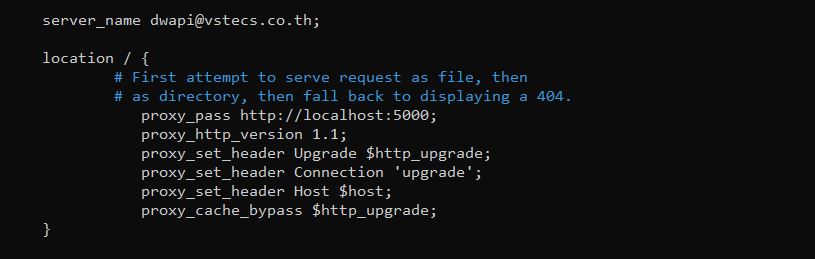 server_name dwapi@vstecs.co.th;
location / {
# First attempt to serve request as file, then
# as directory, then fall back to displaying a 404.
proxy_pass http://localhost:5000;
proxy_http_version 1.1;
proxy_set_header Upgrade $http_upgrade;
proxy_set_header Connection 'upgrade';
proxy_set_header Host $host;
proxy_cache_bypass $http_upgrade;
}